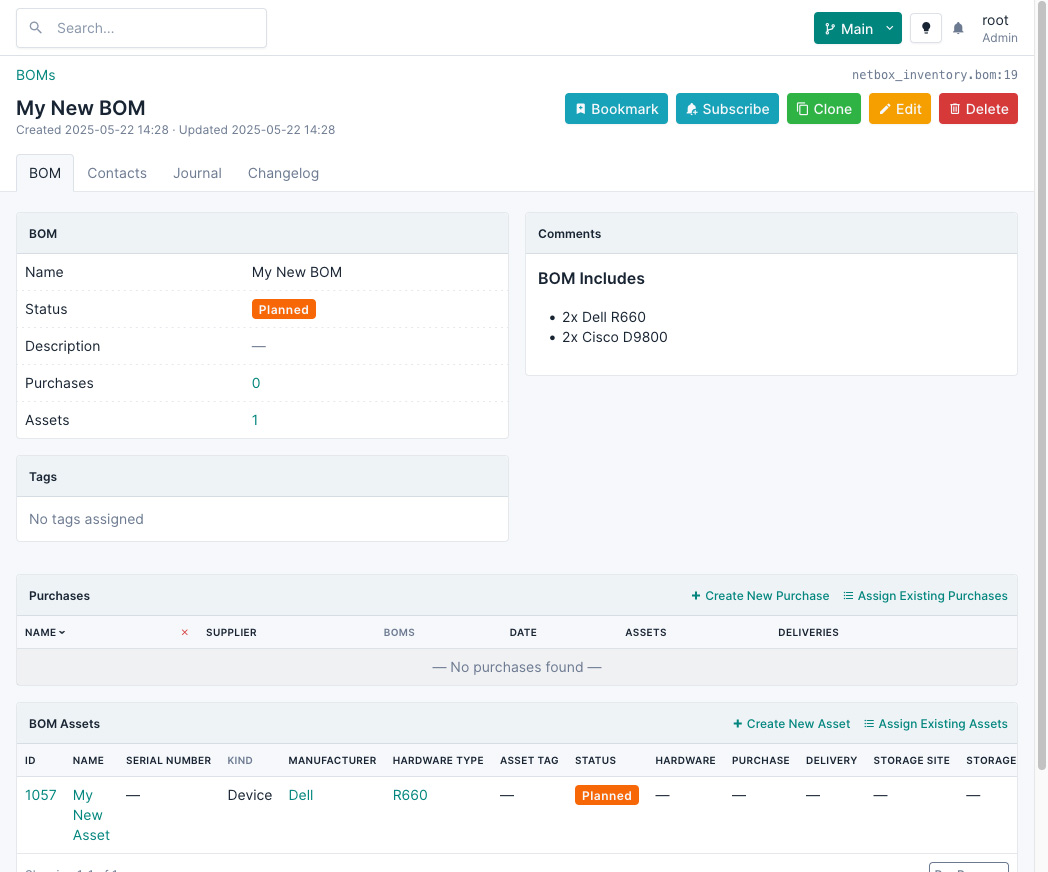 Search...
Main
root
Admin
BOMs
netbox_inventory.bom:19
My New BOM
Bookmark Subscribe Clone Edit Delete
Created 2025-05-22 14:28 · Updated 2025-05-22 14:28
BOM Contacts Journal Changelog
BOM
Name My New BOM
Status Planned
Description —
Purchases 0
Assets 1
Comments
BOM Includes
• 2x Dell R660
• 2x Cisco D9800
Tags
No tags assigned
Purchases + Create New Purchase Assign Existing Purchases
NAME SUPPLIER BOMS DATE ASSETS DELIVERIES
— No purchases found —
BOM Assets + Create New Asset Assign Existing Assets
ID NAME SERIAL NUMBER KIND MANUFACTURER HARDWARE TYPE ASSET TAG STATUS HARDWARE PURCHASE DELIVERY STORAGE SITE STORAGE
1057 My — Device Dell R660 — Planned — — — — —
New
Asset